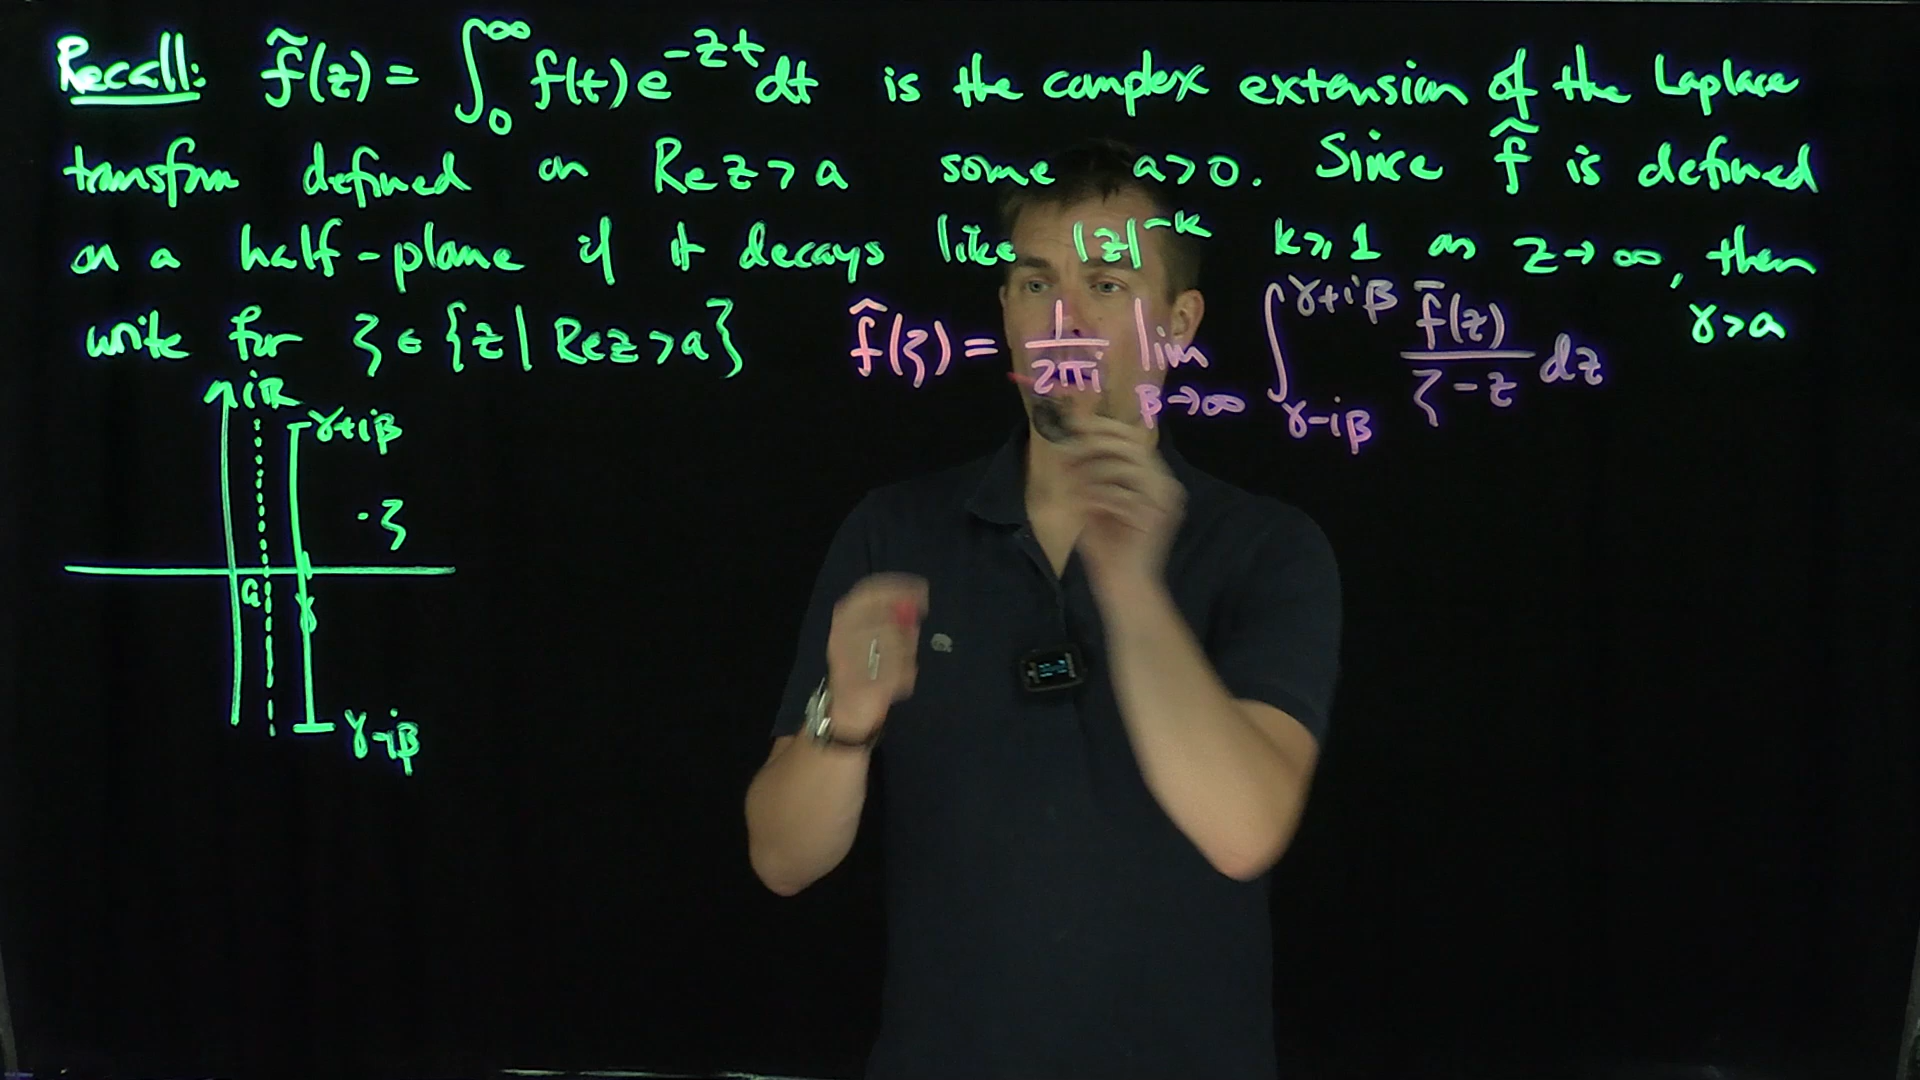 Recall: f̃(z) = ∫₀^∞ f(t) e^{-zt} dt is the complex extension of the Laplace
transform defined on Re z > a some a > 0. Since f̃ is defined
on a half-plane if it decays like |z|^{-k} k ≥ 1 as z → ∞, then
write for ζ ∈ {z | Re z > a} f̂(ζ) = 1/2πi lim_{β→∞} ∫_{γ-iβ}^{γ+iβ} f̄(z)/(ζ-z) dz γ > a
iR
γ+iβ
·ζ
a
γ
γ-iβ